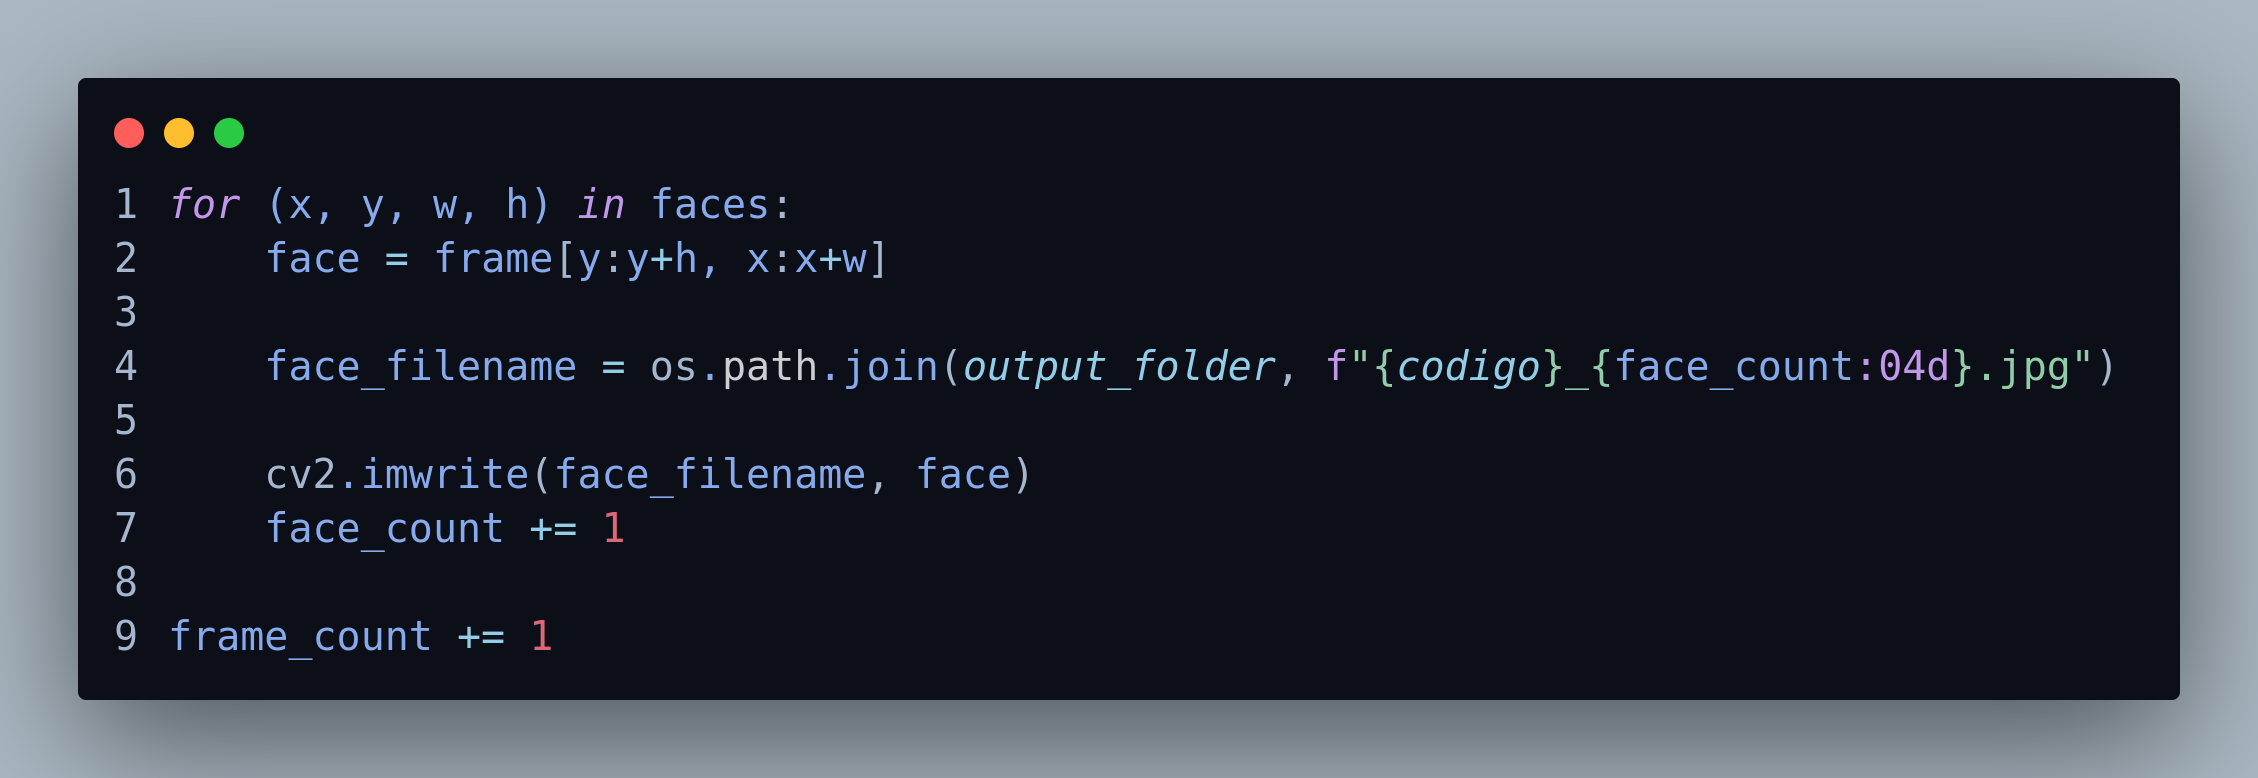 1 for (x, y, w, h) in faces:
2     face = frame[y:y+h, x:x+w]
3
4     face_filename = os.path.join(output_folder, f"{codigo}_{face_count:04d}.jpg")
5
6     cv2.imwrite(face_filename, face)
7     face_count += 1
8
9 frame_count += 1